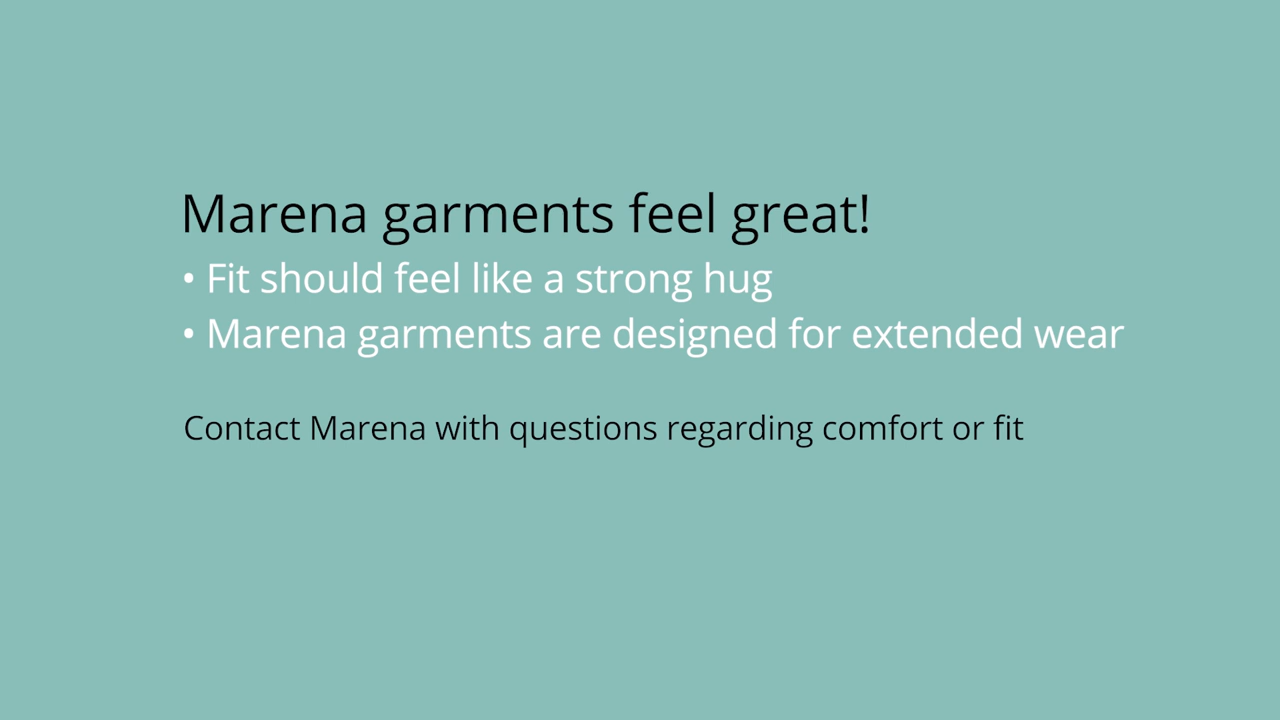 Marena garments feel great!
• Fit should feel like a strong hug
• Marena garments are designed for extended wear
Contact Marena with questions regarding comfort or fit